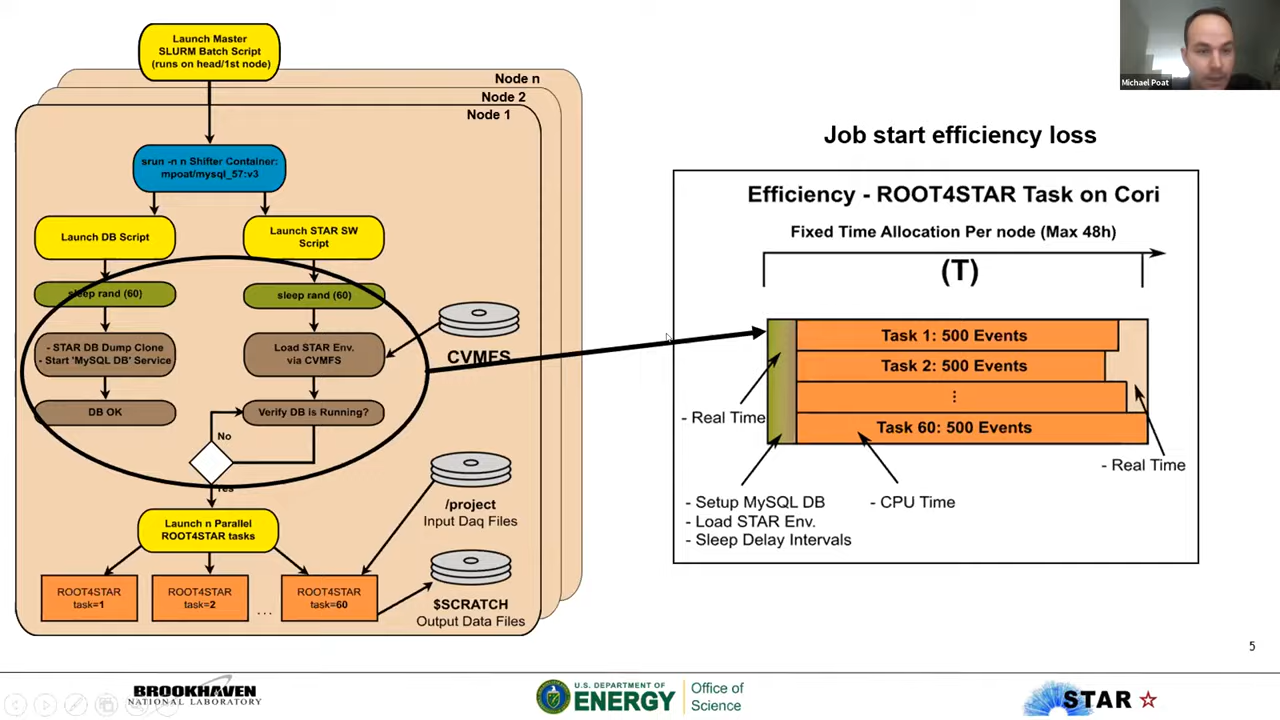 Launch Master
SLURM Batch Script
(runs on head/1st node)
Node n
Node 2
Node 1
srun -n n Shifter Container:
mpoat/mysql_57:v3
Launch DB Script
Launch STAR SW
Script
sleep rand (60)
sleep rand (60)
- STAR DB Dump Clone
- Start 'MySQL DB' Service
Load STAR Env.
via CVMFS
CVMFS
DB OK
Verify DB is Running?
No
Yes
Launch n Parallel
ROOT4STAR tasks
/project
Input Daq Files
ROOT4STAR
task=1
ROOT4STAR
task=2
...
ROOT4STAR
task=60
$SCRATCH
Output Data Files
Michael Poat
Job start efficiency loss
Efficiency - ROOT4STAR Task on Cori
Fixed Time Allocation Per node (Max 48h)
(T)
Task 1: 500 Events
Task 2: 500 Events
⋮
Task 60: 500 Events
- Real Time
- Real Time
- Setup MySQL DB
- Load STAR Env.
- Sleep Delay Intervals
- CPU Time
5
BROOKHAVEN
NATIONAL LABORATORY
U.S. DEPARTMENT OF
ENERGY
Office of
Science
STAR